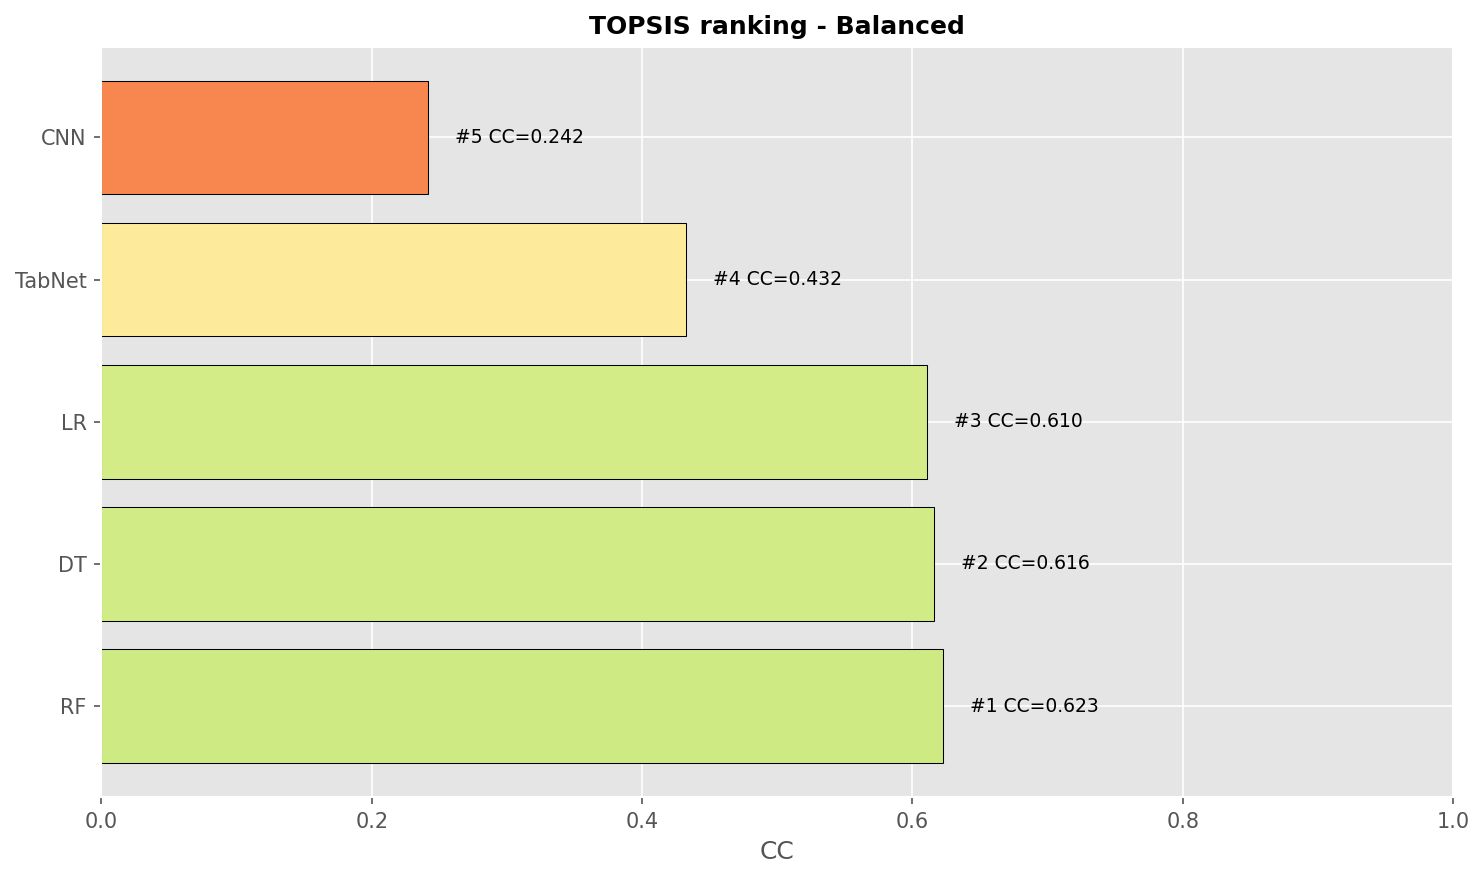 TOPSIS ranking - Balanced
CNN
#5 CC=0.242
TabNet
#4 CC=0.432
LR
#3 CC=0.610
DT
#2 CC=0.616
RF
#1 CC=0.623
0.0 0.2 0.4 0.6 0.8 1.0
CC